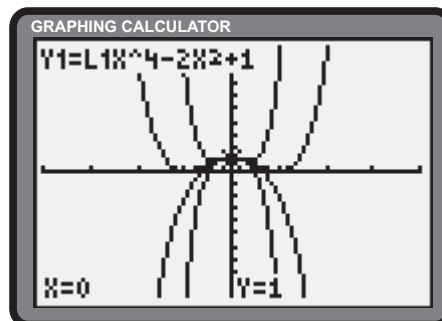 GRAPHING CALCULATOR
Y1=L1X^4-2X²+1
X=0 Y=1